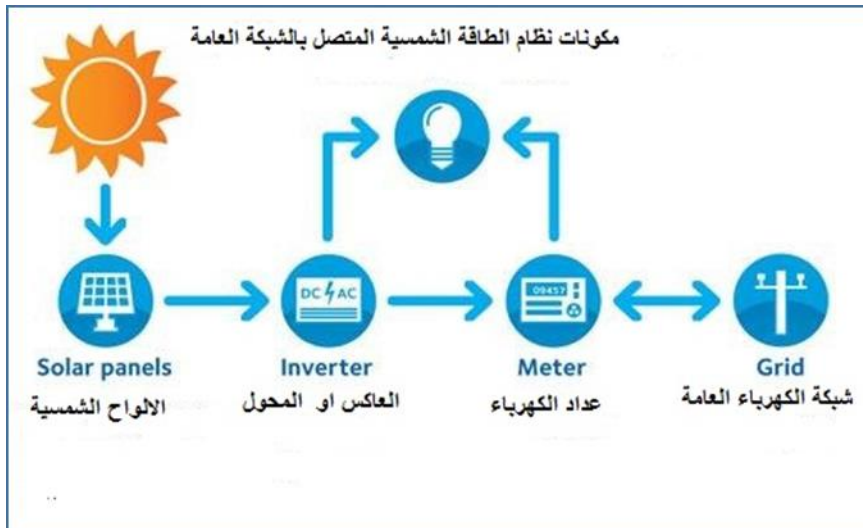 مكونات نظام الطاقة الشمسية المتصل بالشبكة العامة
DC AC
09457
Solar panels
Inverter
Meter
Grid
الالواح الشمسية
العاكس او المحول
عداد الكهرباء
شبكة الكهرباء العامة